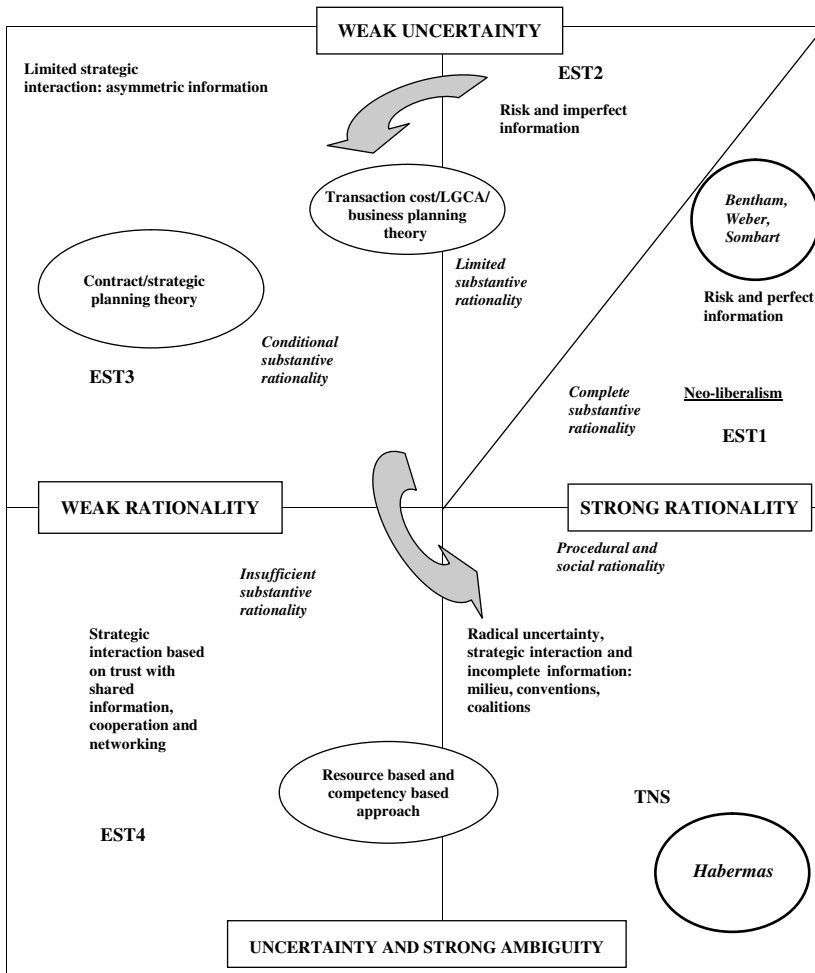 WEAK UNCERTAINTY
Limited strategic
interaction: asymmetric information
EST2
Risk and imperfect
information
Transaction cost/LGCA/
business planning
theory
Bentham,
Weber,
Sombart
Contract/strategic
planning theory
Limited
substantive
rationality
Risk and perfect
information
Conditional
substantive
rationality
EST3
Complete
substantive
rationality
Neo-liberalism
EST1
WEAK RATIONALITY
STRONG RATIONALITY
Procedural and
social rationality
Insufficient
substantive
rationality
Strategic
interaction based
on trust with
shared
information,
cooperation and
networking
Radical uncertainty,
strategic interaction and
incomplete information:
milieu, conventions,
coalitions
Resource based and
competency based
approach
TNS
EST4
Habermas
UNCERTAINTY AND STRONG AMBIGUITY